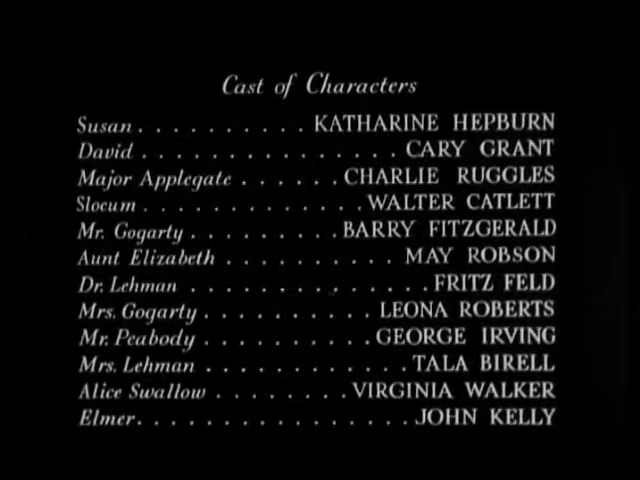 Cast of Characters
Susan . . . . . . . . . . KATHARINE HEPBURN
David . . . . . . . . . . . . . . . CARY GRANT
Major Applegate . . . . . . CHARLIE RUGGLES
Slocum . . . . . . . . . . . . . WALTER CATLETT
Mr. Gogarty . . . . . . . . . BARRY FITZGERALD
Aunt Elizabeth . . . . . . . . . . MAY ROBSON
Dr. Lehman . . . . . . . . . . . . . . FRITZ FELD
Mrs. Gogarty . . . . . . . . . . LEONA ROBERTS
Mr. Peabody . . . . . . . . . . GEORGE IRVING
Mrs. Lehman . . . . . . . . . . . . TALA BIRELL
Alice Swallow . . . . . . . . VIRGINIA WALKER
Elmer. . . . . . . . . . . . . . . . JOHN KELLY